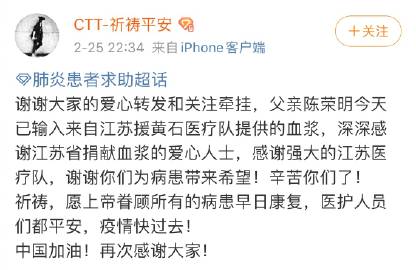 CTT-祈祷平安
+关注
2-25 22:34 来自 iPhone客户端
肺炎患者求助超话
谢谢大家的爱心转发和关注牵挂，父亲陈荣明今天
已输入来自江苏援黄石医疗队提供的血浆，深深感
谢江苏省捐献血浆的爱心人士，感谢强大的江苏医
疗队，谢谢你们为病患带来希望！辛苦你们了！
祈祷，愿上帝眷顾所有的病患早日康复，医护人员
们都平安，疫情快过去！
中国加油！再次感谢大家！